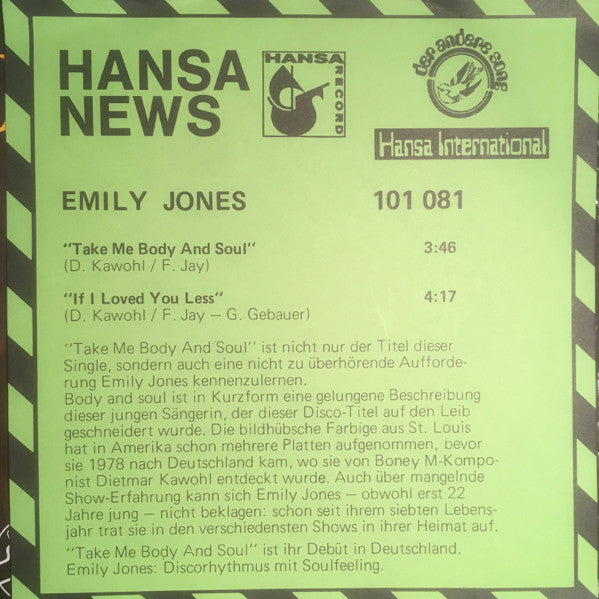 HANSA
NEWS
HANSA
RECORD
der andere song
Hansa International
EMILY JONES 101 081
"Take Me Body And Soul" 3:46
(D. Kawohl / F. Jay)
"If I Loved You Less" 4:17
(D. Kawohl / F. Jay — G. Gebauer)
"Take Me Body And Soul" ist nicht nur der Titel dieser
Single, sondern auch eine nicht zu überhörende Aufforde-
rung Emily Jones kennenzulernen.
Body and soul ist in Kurzform eine gelungene Beschreibung
dieser jungen Sängerin, der dieser Disco-Titel auf den Leib
geschneidert wurde. Die bildhübsche Farbige aus St. Louis
hat in Amerika schon mehrere Platten aufgenommen, bevor
sie 1978 nach Deutschland kam, wo sie von Boney M-Kompo-
nist Dietmar Kawohl entdeckt wurde. Auch über mangelnde
Show-Erfahrung kann sich Emily Jones — obwohl erst 22
Jahre jung — nicht beklagen: schon seit ihrem siebten Lebens-
jahr trat sie in den verschiedensten Shows in ihrer Heimat auf.
"Take Me Body And Soul" ist ihr Debüt in Deutschland.
Emily Jones: Discorhythmus mit Soulfeeling.